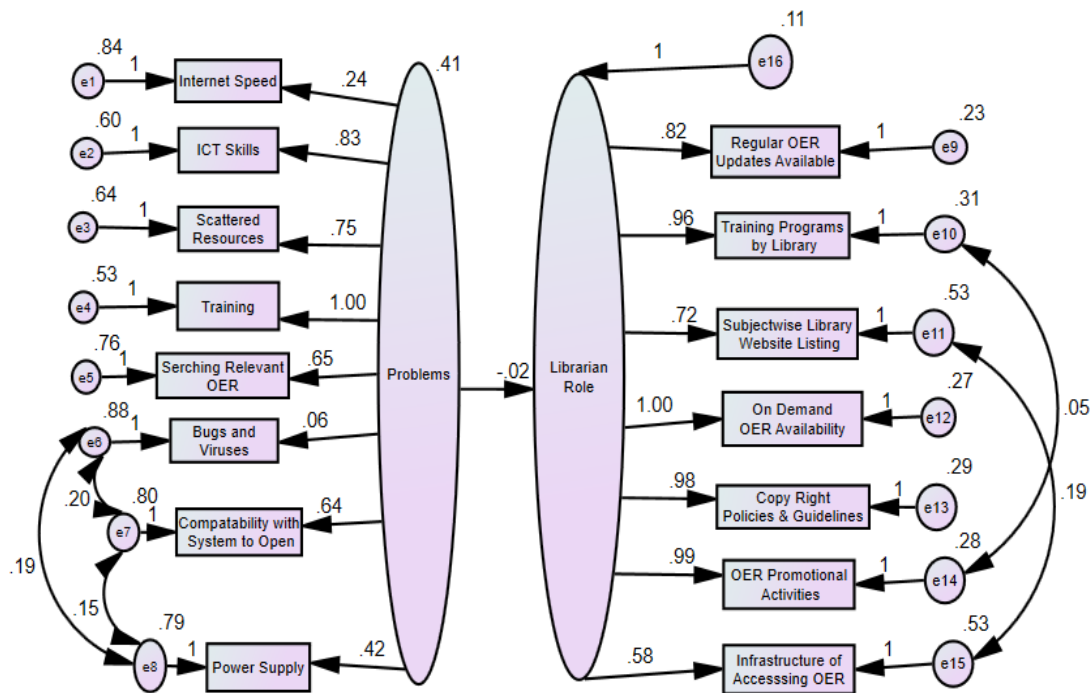 .11
.84
1
e1
Internet Speed
.24
.41
1
e16
.60
1
e2
ICT Skills
.83
.82
Regular OER
Updates Available
1
.23
e9
.64
1
e3
Scattered
Resources
.75
.96
Training Programs
by Library
1
.31
e10
.53
1
e4
Training
1.00
.72
Subjectwise Library
Website Listing
1
.53
e11
.76
1
e5
Serching Relevant
OER
.65
Problems
-.02
Librarian
Role
1.00
On Demand
OER Availability
1
.27
e12
.05
.88
1
e6
Bugs and
Viruses
.06
.20
.80
1
e7
Compatability with
System to Open
.64
.98
Copy Right
Policies & Guidelines
1
.29
e13
.19
.19
.15
.99
OER Promotional
Activities
1
.28
e14
.79
1
e8
Power Supply
.42
.58
Infrastructure of
Accesssing OER
1
.53
e15